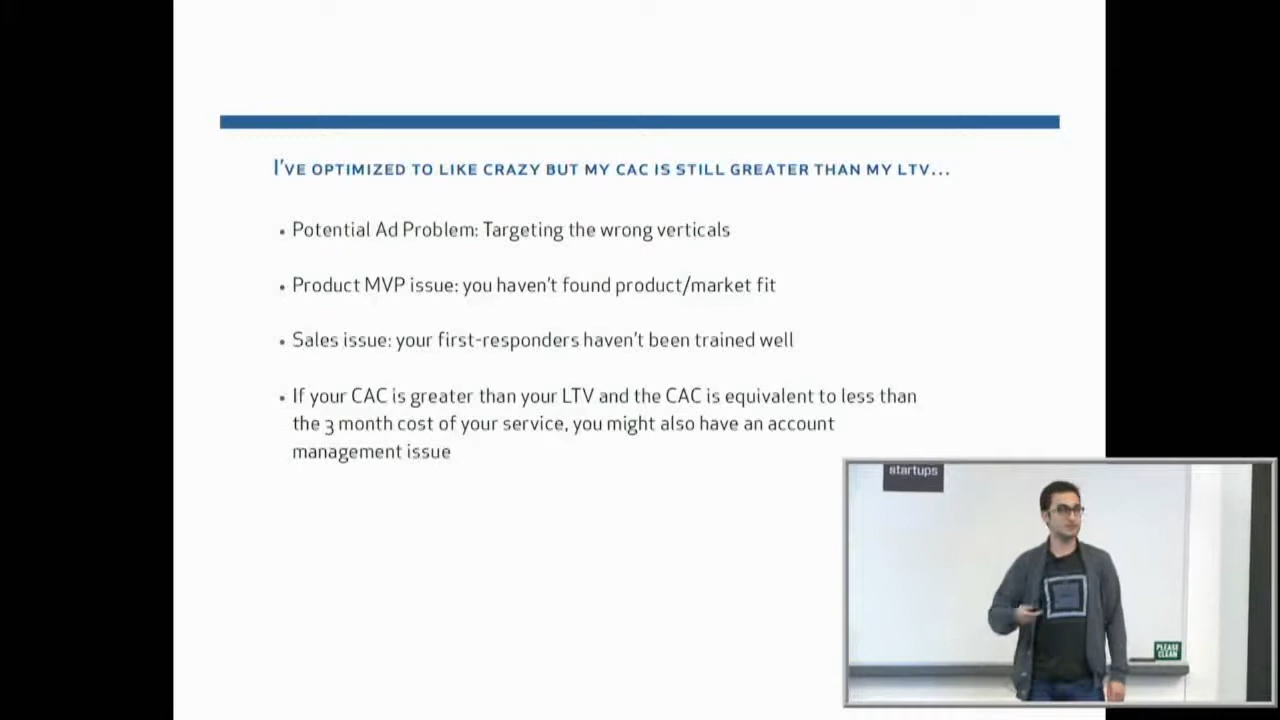 I'VE OPTIMIZED TO LIKE CRAZY BUT MY CAC IS STILL GREATER THAN MY LTV...
• Potential Ad Problem: Targeting the wrong verticals
• Product MVP issue: you haven't found product/market fit
• Sales issue: your first-responders haven't been trained well
• If your CAC is greater than your LTV and the CAC is equivalent to less than
the 3 month cost of your service, you might also have an account
management issue
startups
PLEASE
CLEAN